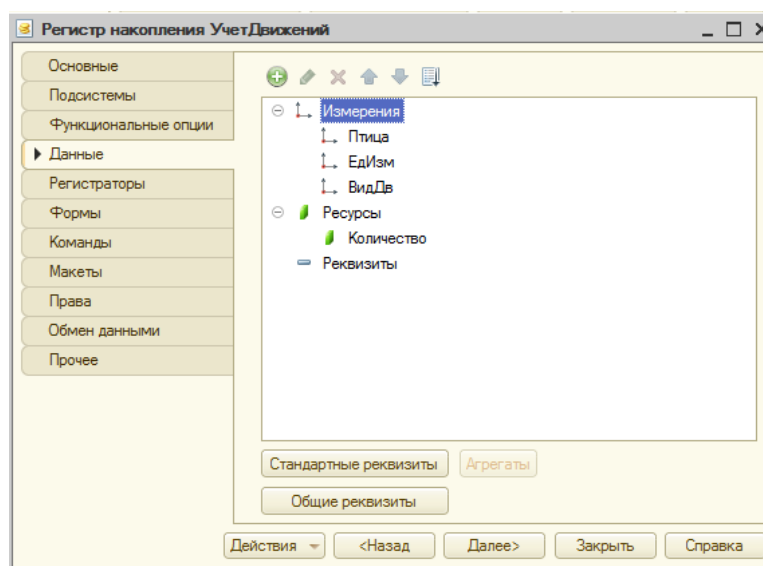 Регистр накопления УчетДвижений
Основные
Подсистемы
Функциональные опции
Данные
Регистраторы
Формы
Команды
Макеты
Права
Обмен данными
Прочее
Измерения
Птица
ЕдИзм
ВидДв
Ресурсы
Количество
Реквизиты
Стандартные реквизиты
Агрегаты
Общие реквизиты
Действия
<Назад
Далее>
Закрыть
Справка